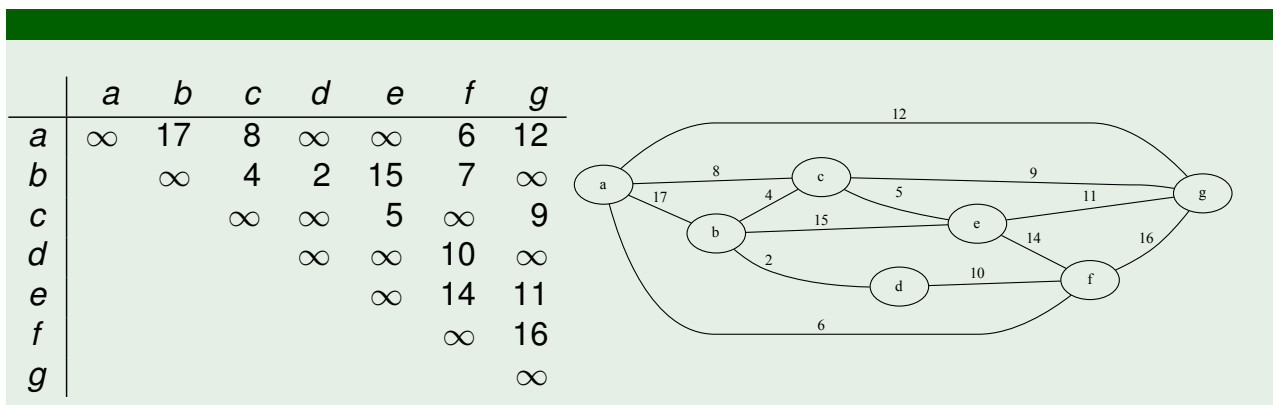 a b c d e f g
a ∞ 17 8 ∞ ∞ 6 12
b ∞ 4 2 15 7 ∞
c ∞ ∞ 5 ∞ 9
d ∞ ∞ 10 ∞
e ∞ 14 11
f ∞ 16
g ∞
12
8
c
9
a
17
4
5
11
g
b
15
e
14
16
2
10
f
d
6